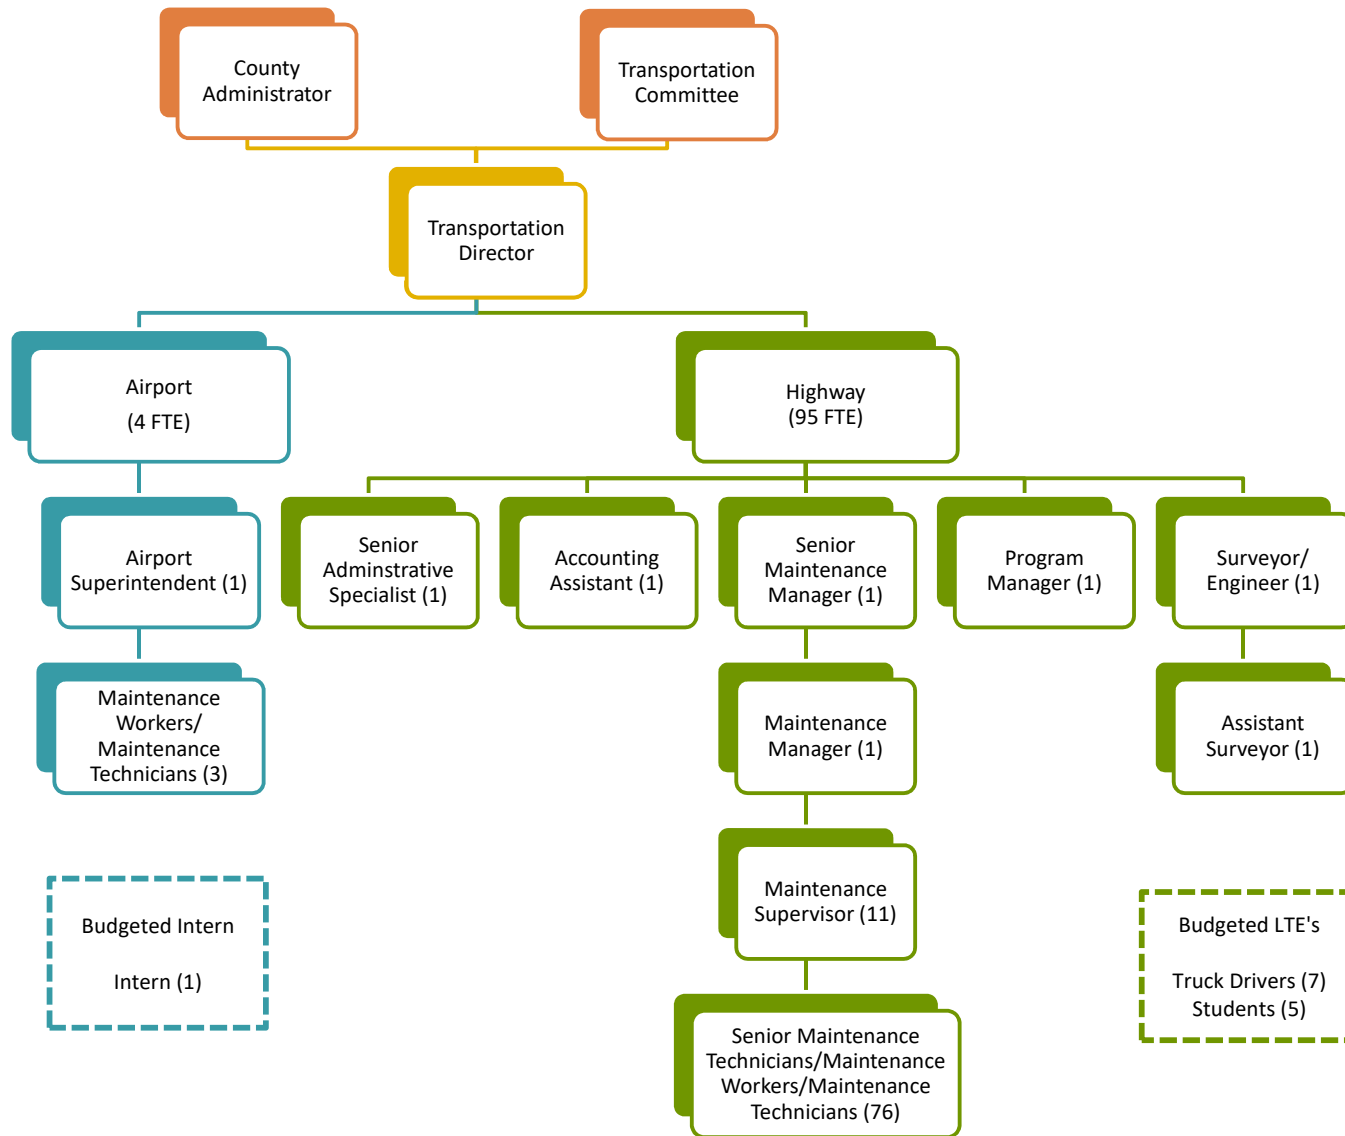 County
Administrator
Transportation
Committee
Transportation
Director
Airport
(4 FTE)
Highway
(95 FTE)
Airport
Superintendent (1)
Senior
Adminstrative
Specialist (1)
Accounting
Assistant (1)
Senior
Maintenance
Manager (1)
Program
Manager (1)
Surveyor/
Engineer (1)
Maintenance
Workers/
Maintenance
Technicians (3)
Maintenance
Manager (1)
Assistant
Surveyor (1)
Maintenance
Supervisor (11)
Budgeted Intern
Intern (1)
Budgeted LTE's
Truck Drivers (7)
Students (5)
Senior Maintenance
Technicians/Maintenance
Workers/Maintenance
Technicians (76)